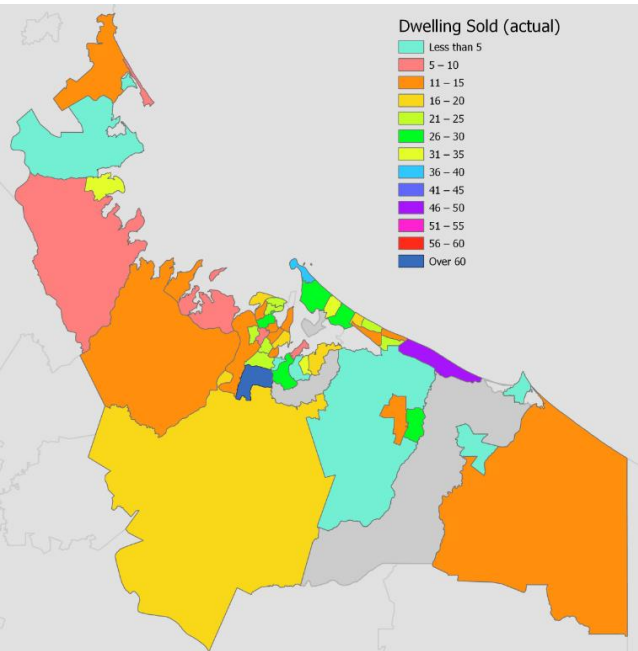 Dwelling Sold (actual)
Less than 5
5 – 10
11 – 15
16 – 20
21 – 25
26 – 30
31 – 35
36 – 40
41 – 45
46 – 50
51 – 55
56 – 60
Over 60